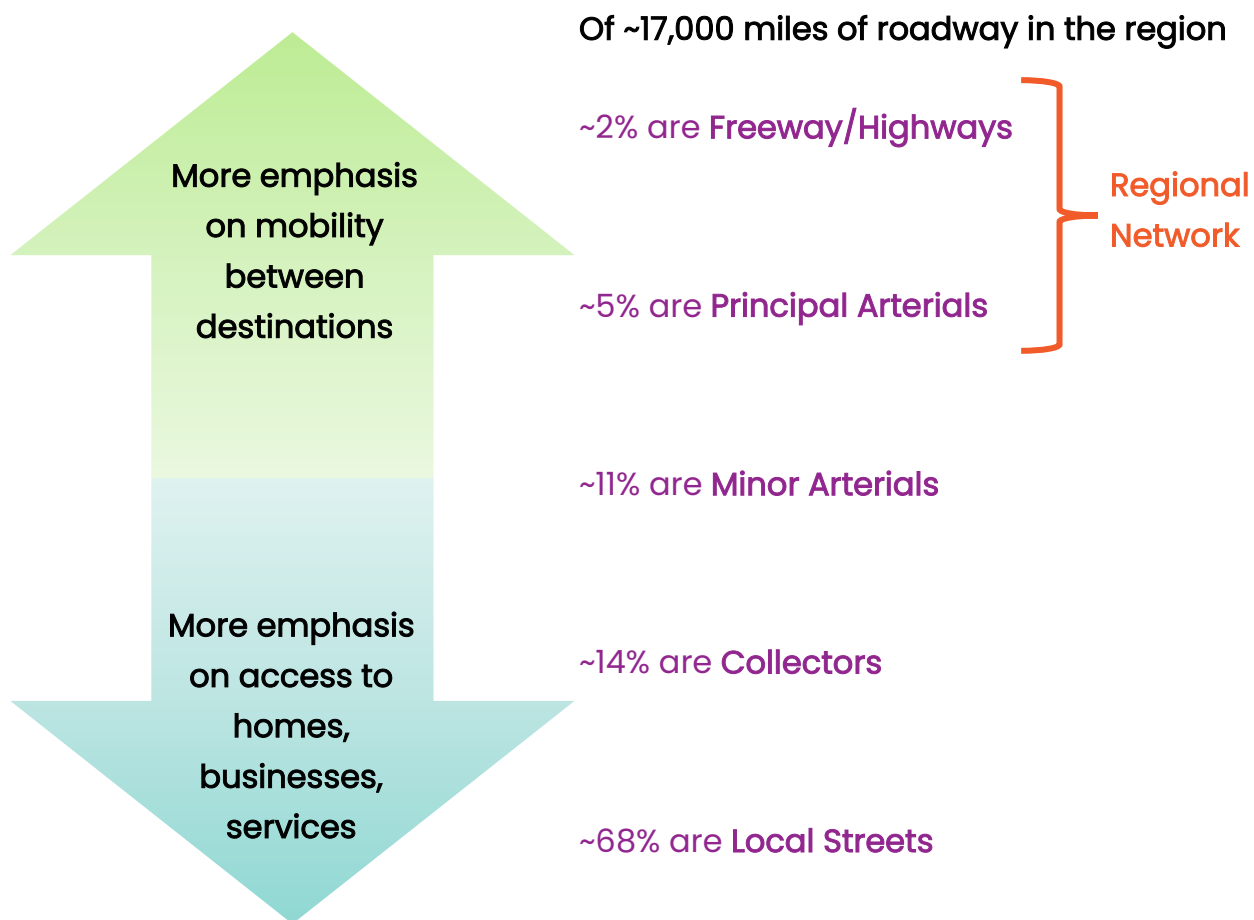 Of ~17,000 miles of roadway in the region
More emphasis
on mobility
between
destinations
More emphasis
on access to
homes,
businesses,
services
~2% are Freeway/Highways
~5% are Principal Arterials
~11% are Minor Arterials
~14% are Collectors
~68% are Local Streets
Regional
Network